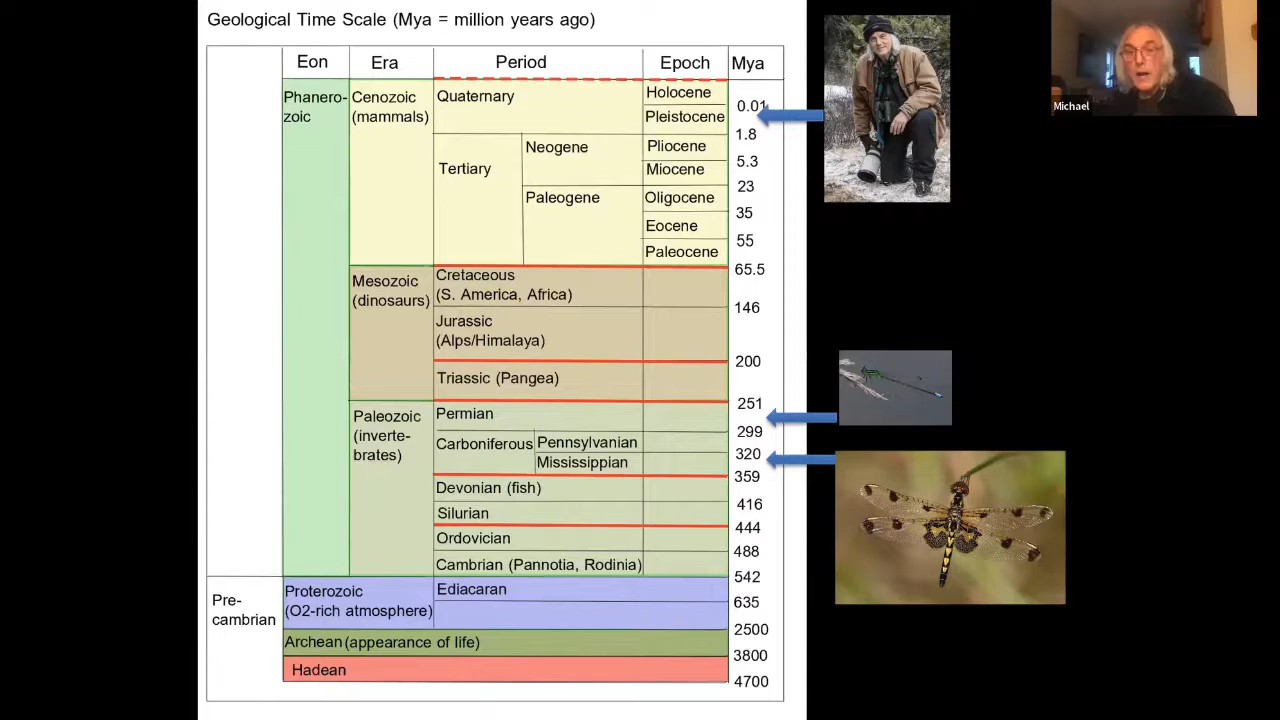 Geological Time Scale (Mya = million years ago)
Eon Era Period Epoch Mya
Phanero-
zoic
Cenozoic
(mammals)
Quaternary
Holocene
0.01
Pleistocene
1.8
Tertiary
Neogene
Pliocene
5.3
Miocene
23
Paleogene
Oligocene
35
Eocene
55
Paleocene
65.5
Mesozoic
(dinosaurs)
Cretaceous
(S. America, Africa)
146
Jurassic
(Alps/Himalaya)
200
Triassic (Pangea)
251
Paleozoic
(inverte-
brates)
Permian
299
Carboniferous
Pennsylvanian
320
Mississippian
359
Devonian (fish)
416
Silurian
444
Ordovician
488
Cambrian (Pannotia, Rodinia)
542
Pre-
cambrian
Proterozoic
(O2-rich atmosphere)
Ediacaran
635
2500
Archean (appearance of life)
3800
Hadean
4700
Michael